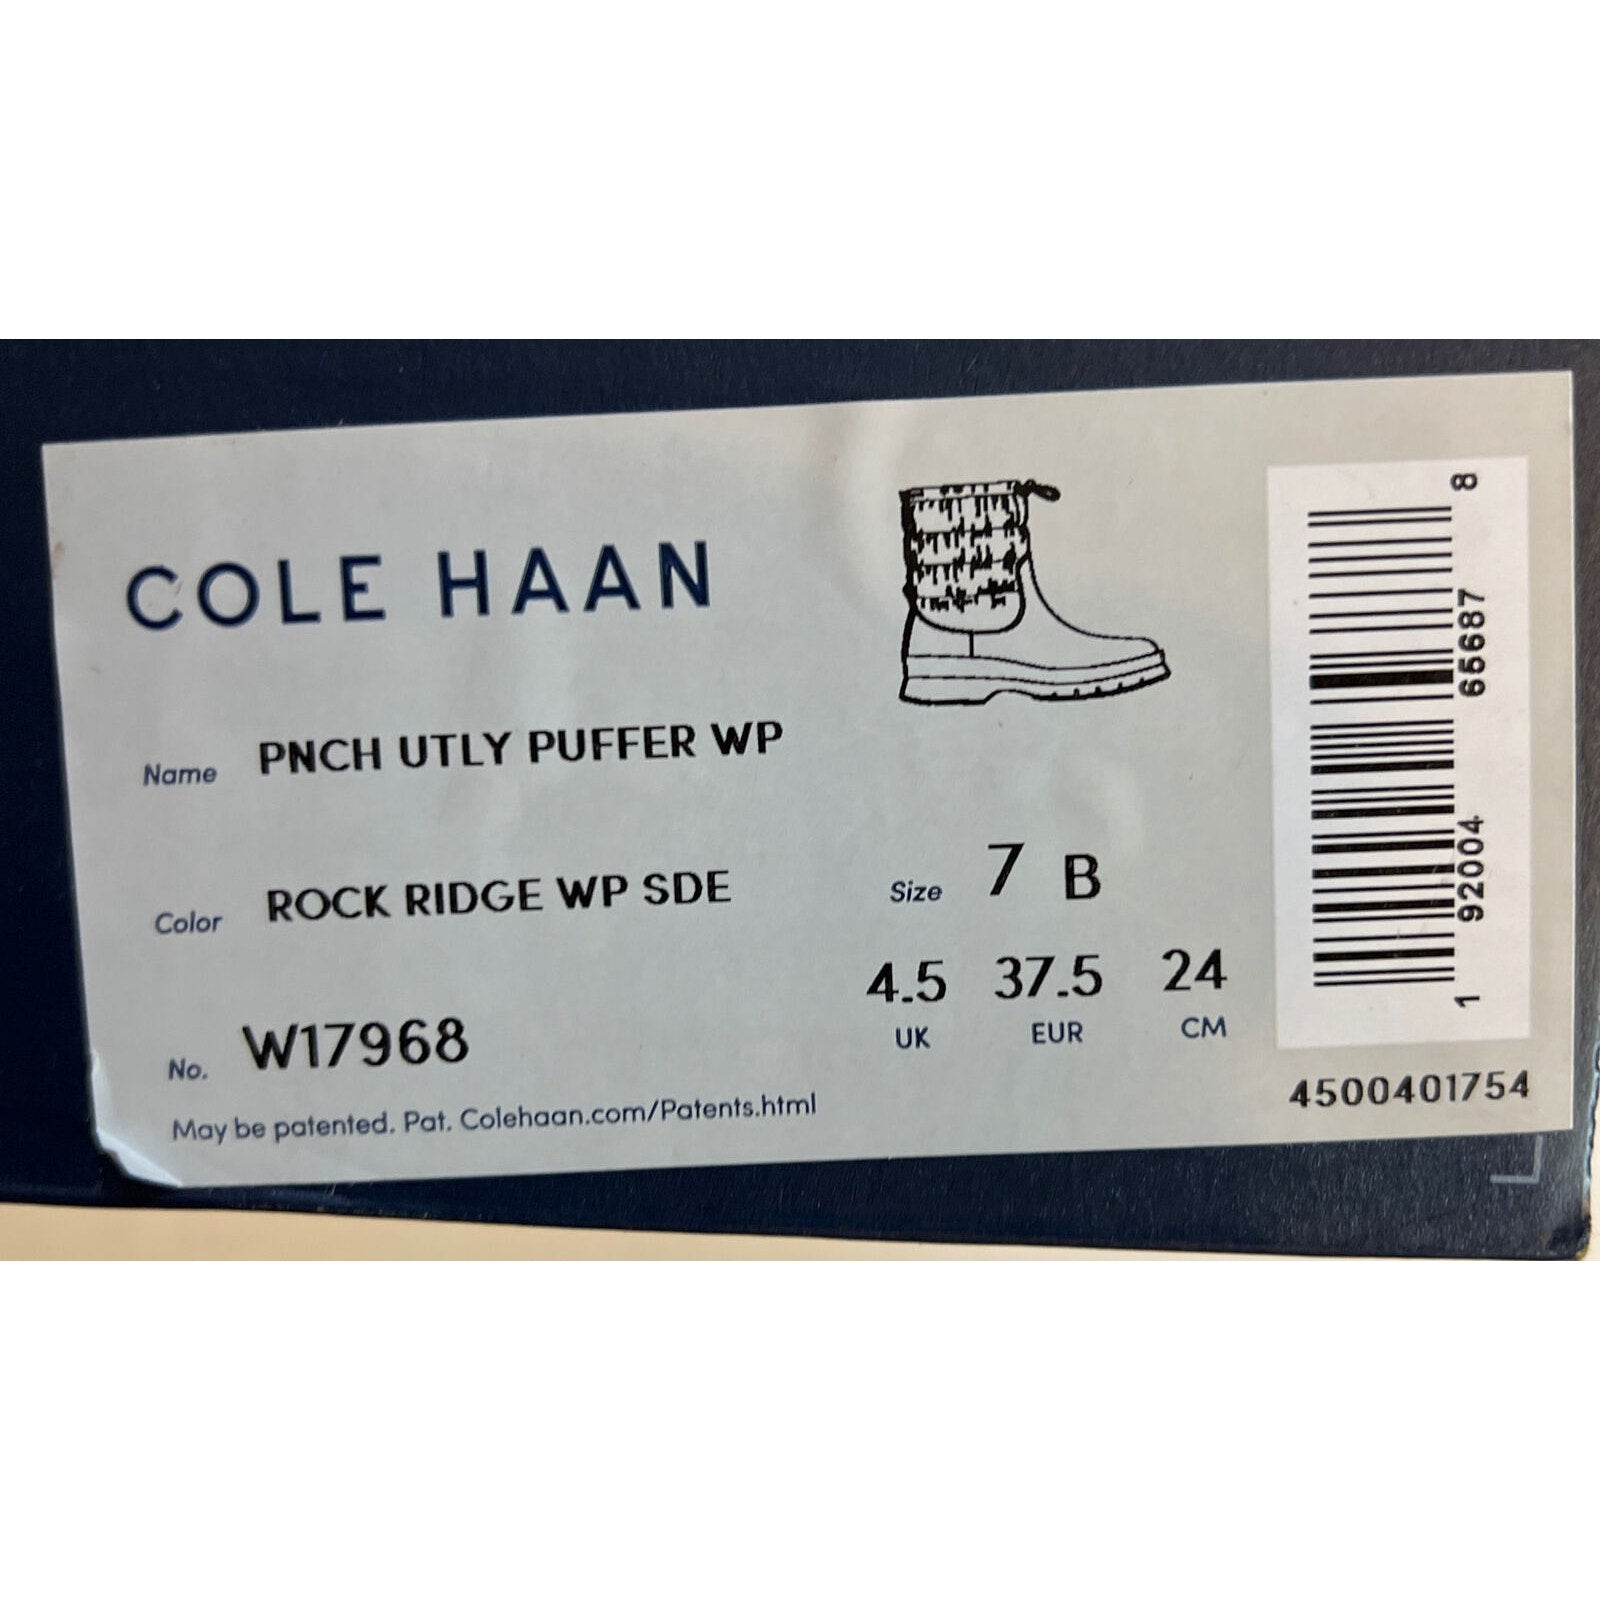 COLE HAAN
Name PNCH UTLY PUFFER WP
Color ROCK RIDGE WP SDE
No. W17968
May be patented. Pat. Colehaan.com/Patents.html
Size 7 B
4.5 37.5 24
UK EUR CM
1 92004 65687 8
4500401754